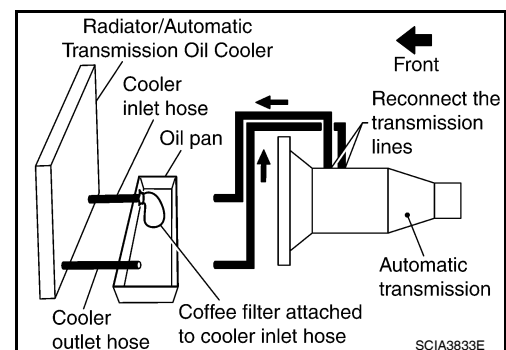 Radiator/Automatic
Transmission Oil Cooler
Front
Cooler
inlet hose
Reconnect the
transmission
lines
Oil pan
Automatic
transmission
Coffee filter attached
to cooler inlet hose
Cooler
outlet hose
SCIA3833E